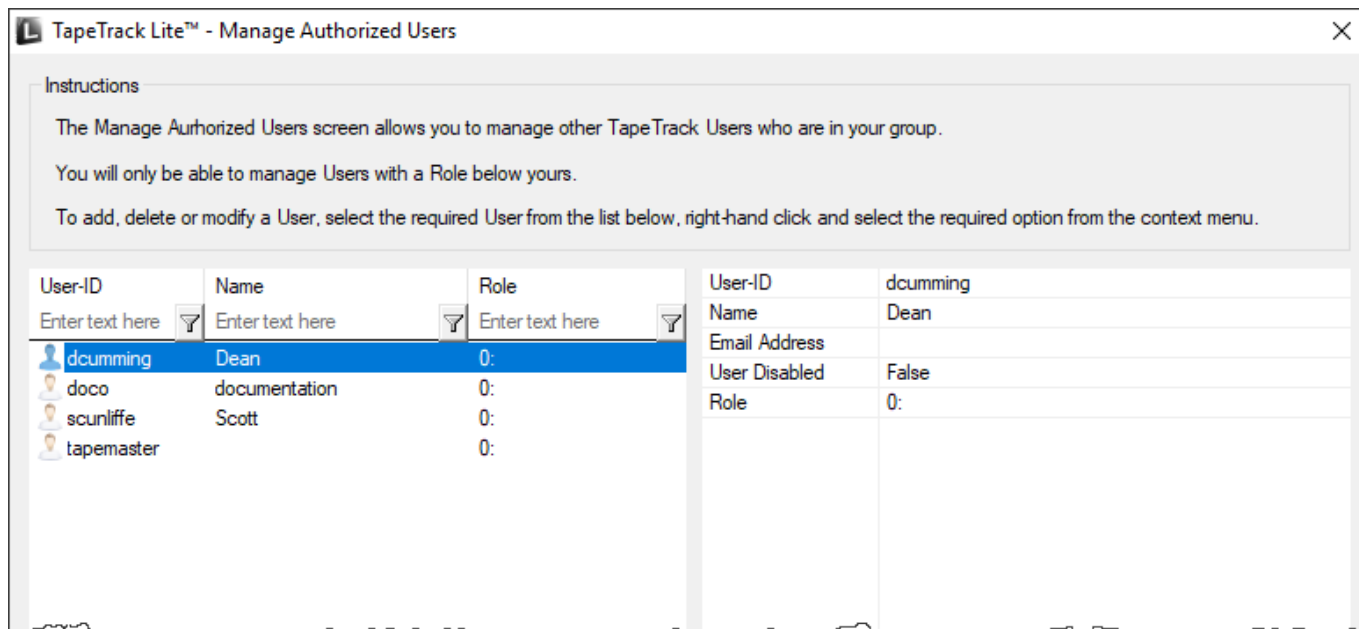 TapeTrack Lite™ - Manage Authorized Users
Instructions
The Manage Aurhorized Users screen allows you to manage other TapeTrack Users who are in your group.
You will only be able to manage Users with a Role below yours.
To add, delete or modify a User, select the required User from the list below, right-hand click and select the required option from the context menu.
User-ID Name Role
Enter text here Enter text here Enter text here
dcumming Dean 0:
doco documentation 0:
scunliffe Scott 0:
tapemaster 0:
User-ID dcumming
Name Dean
Email Address
User Disabled False
Role 0: